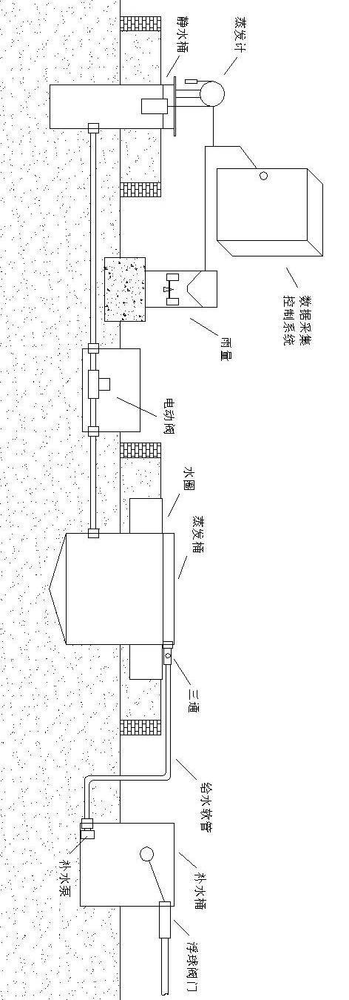 蒸发计
静水桶
数据采集
控制系统
雨量
电动阀
水圈
蒸发桶
三通
给水软管
补水泵
补水桶
浮球阀门